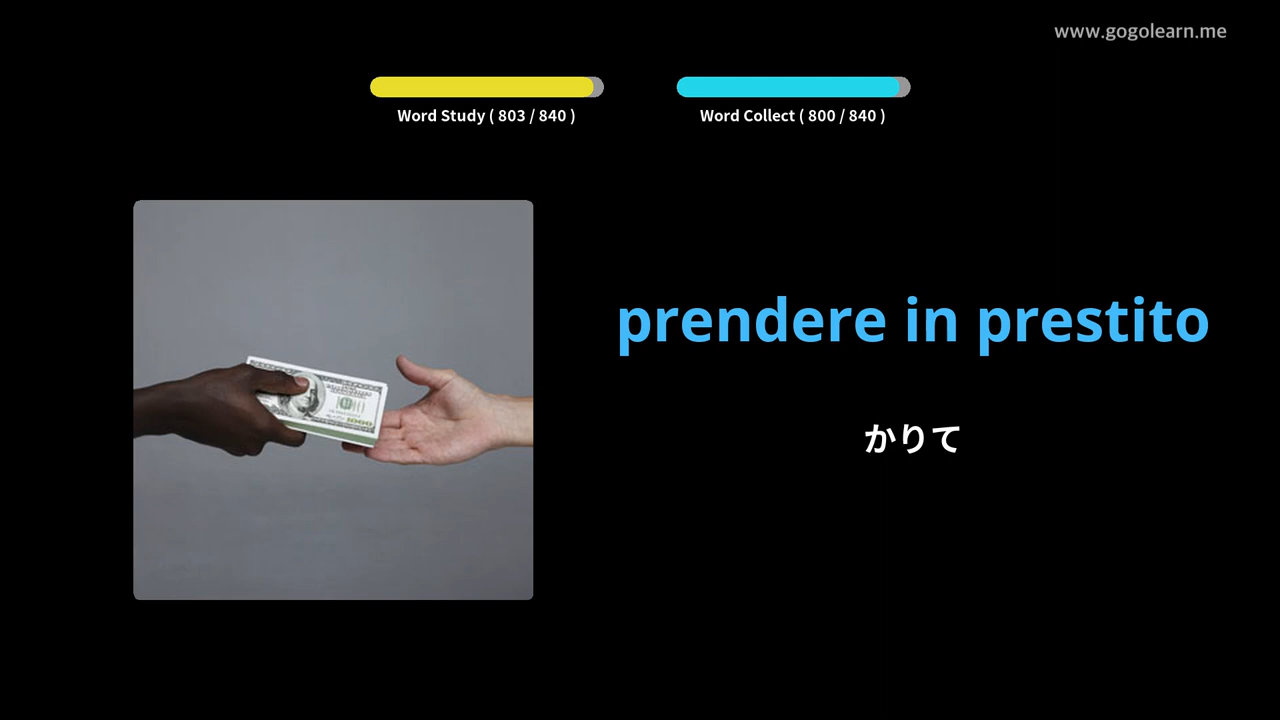 www.gogolearn.me
Word Study ( 803 / 840 )
Word Collect ( 800 / 840 )
prendere in prestito
かりて